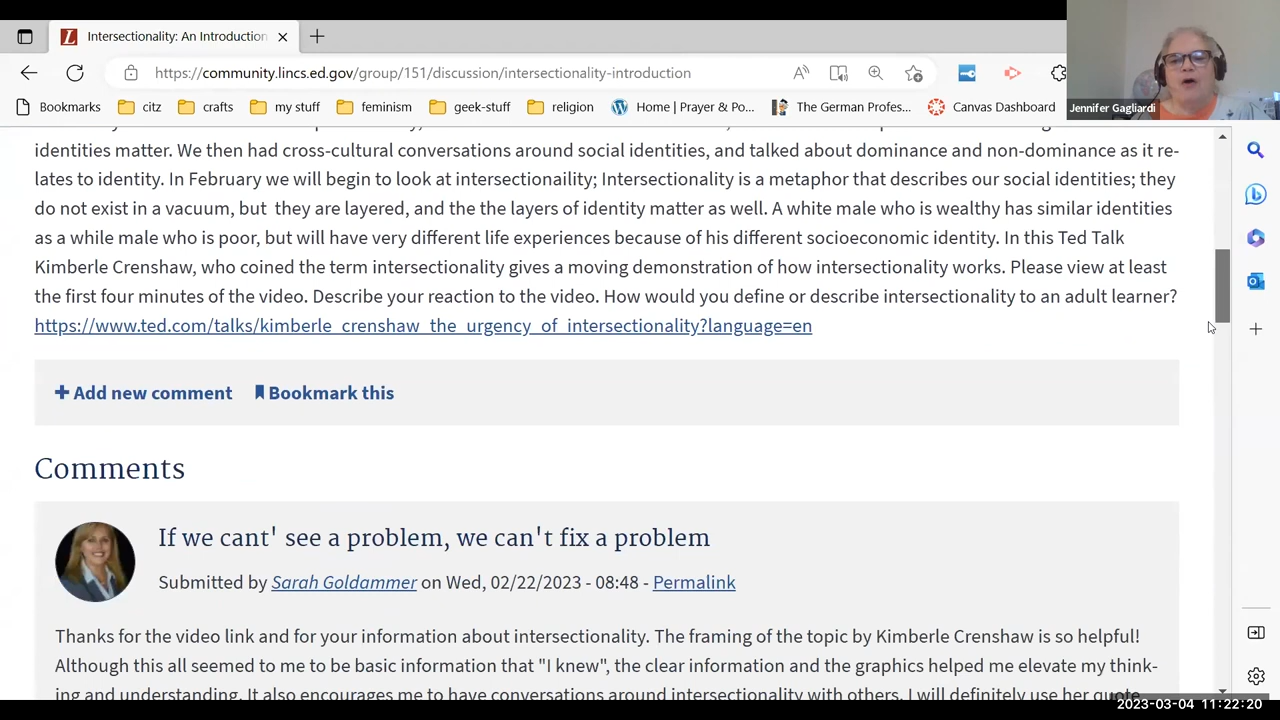 Intersectionality: An Introduction
https://community.lincs.ed.gov/group/151/discussion/intersectionality-introduction
Jennifer Gagliardi
Bookmarks citz crafts my stuff feminism geek-stuff religion Home | Prayer & Po... The German Profes... Canvas Dashboard
identities matter. We then had cross-cultural conversations around social identities, and talked about dominance and non-dominance as it re-
lates to identity. In February we will begin to look at intersectionaility; Intersectionality is a metaphor that describes our social identities; they
do not exist in a vacuum, but they are layered, and the the layers of identity matter as well. A white male who is wealthy has similar identities
as a while male who is poor, but will have very different life experiences because of his different socioeconomic identity. In this Ted Talk
Kimberle Crenshaw, who coined the term intersectionality gives a moving demonstration of how intersectionality works. Please view at least
the first four minutes of the video. Describe your reaction to the video. How would you define or describe intersectionality to an adult learner?
https://www.ted.com/talks/kimberle_crenshaw_the_urgency_of_intersectionality?language=en
Add new comment Bookmark this
Comments
If we cant' see a problem, we can't fix a problem
Submitted by Sarah Goldammer on Wed, 02/22/2023 - 08:48 - Permalink
Thanks for the video link and for your information about intersectionality. The framing of the topic by Kimberle Crenshaw is so helpful!
Although this all seemed to me to be basic information that "I knew", the clear information and the graphics helped me elevate my think-
ing and understanding. It also encourages me to have conversations around intersectionality with others. I will definitely use her quote
2023-03-04 11:22:20